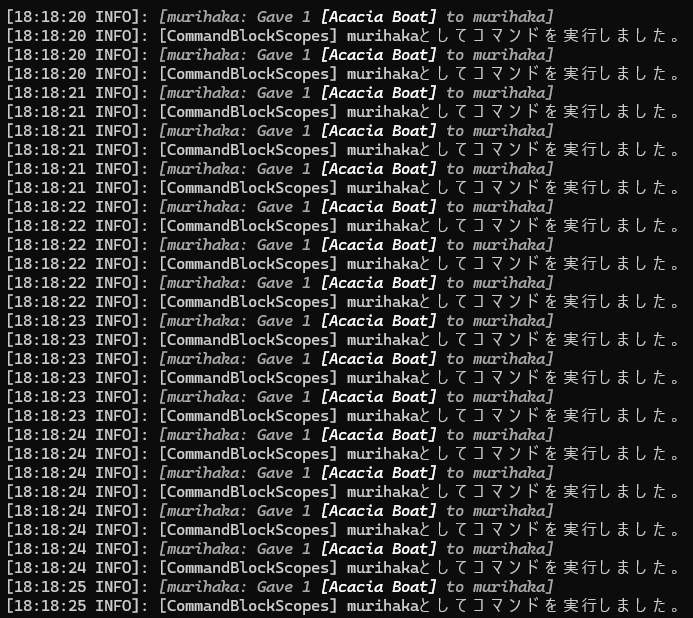 [18:18:20 INFO]: [murihaka: Gave 1 [Acacia Boat] to murihaka]
[18:18:20 INFO]: [CommandBlockScopes] murihakaとしてコマンドを実行しました。
[18:18:20 INFO]: [murihaka: Gave 1 [Acacia Boat] to murihaka]
[18:18:20 INFO]: [CommandBlockScopes] murihakaとしてコマンドを実行しました。
[18:18:21 INFO]: [murihaka: Gave 1 [Acacia Boat] to murihaka]
[18:18:21 INFO]: [CommandBlockScopes] murihakaとしてコマンドを実行しました。
[18:18:21 INFO]: [murihaka: Gave 1 [Acacia Boat] to murihaka]
[18:18:21 INFO]: [CommandBlockScopes] murihakaとしてコマンドを実行しました。
[18:18:21 INFO]: [murihaka: Gave 1 [Acacia Boat] to murihaka]
[18:18:21 INFO]: [CommandBlockScopes] murihakaとしてコマンドを実行しました。
[18:18:22 INFO]: [murihaka: Gave 1 [Acacia Boat] to murihaka]
[18:18:22 INFO]: [CommandBlockScopes] murihakaとしてコマンドを実行しました。
[18:18:22 INFO]: [murihaka: Gave 1 [Acacia Boat] to murihaka]
[18:18:22 INFO]: [CommandBlockScopes] murihakaとしてコマンドを実行しました。
[18:18:22 INFO]: [murihaka: Gave 1 [Acacia Boat] to murihaka]
[18:18:22 INFO]: [CommandBlockScopes] murihakaとしてコマンドを実行しました。
[18:18:23 INFO]: [murihaka: Gave 1 [Acacia Boat] to murihaka]
[18:18:23 INFO]: [CommandBlockScopes] murihakaとしてコマンドを実行しました。
[18:18:23 INFO]: [murihaka: Gave 1 [Acacia Boat] to murihaka]
[18:18:23 INFO]: [CommandBlockScopes] murihakaとしてコマンドを実行しました。
[18:18:23 INFO]: [murihaka: Gave 1 [Acacia Boat] to murihaka]
[18:18:23 INFO]: [CommandBlockScopes] murihakaとしてコマンドを実行しました。
[18:18:24 INFO]: [murihaka: Gave 1 [Acacia Boat] to murihaka]
[18:18:24 INFO]: [CommandBlockScopes] murihakaとしてコマンドを実行しました。
[18:18:24 INFO]: [murihaka: Gave 1 [Acacia Boat] to murihaka]
[18:18:24 INFO]: [CommandBlockScopes] murihakaとしてコマンドを実行しました。
[18:18:24 INFO]: [murihaka: Gave 1 [Acacia Boat] to murihaka]
[18:18:24 INFO]: [CommandBlockScopes] murihakaとしてコマンドを実行しました。
[18:18:24 INFO]: [murihaka: Gave 1 [Acacia Boat] to murihaka]
[18:18:24 INFO]: [CommandBlockScopes] murihakaとしてコマンドを実行しました。
[18:18:25 INFO]: [murihaka: Gave 1 [Acacia Boat] to murihaka]
[18:18:25 INFO]: [CommandBlockScopes] murihakaとしてコマンドを実行しました。